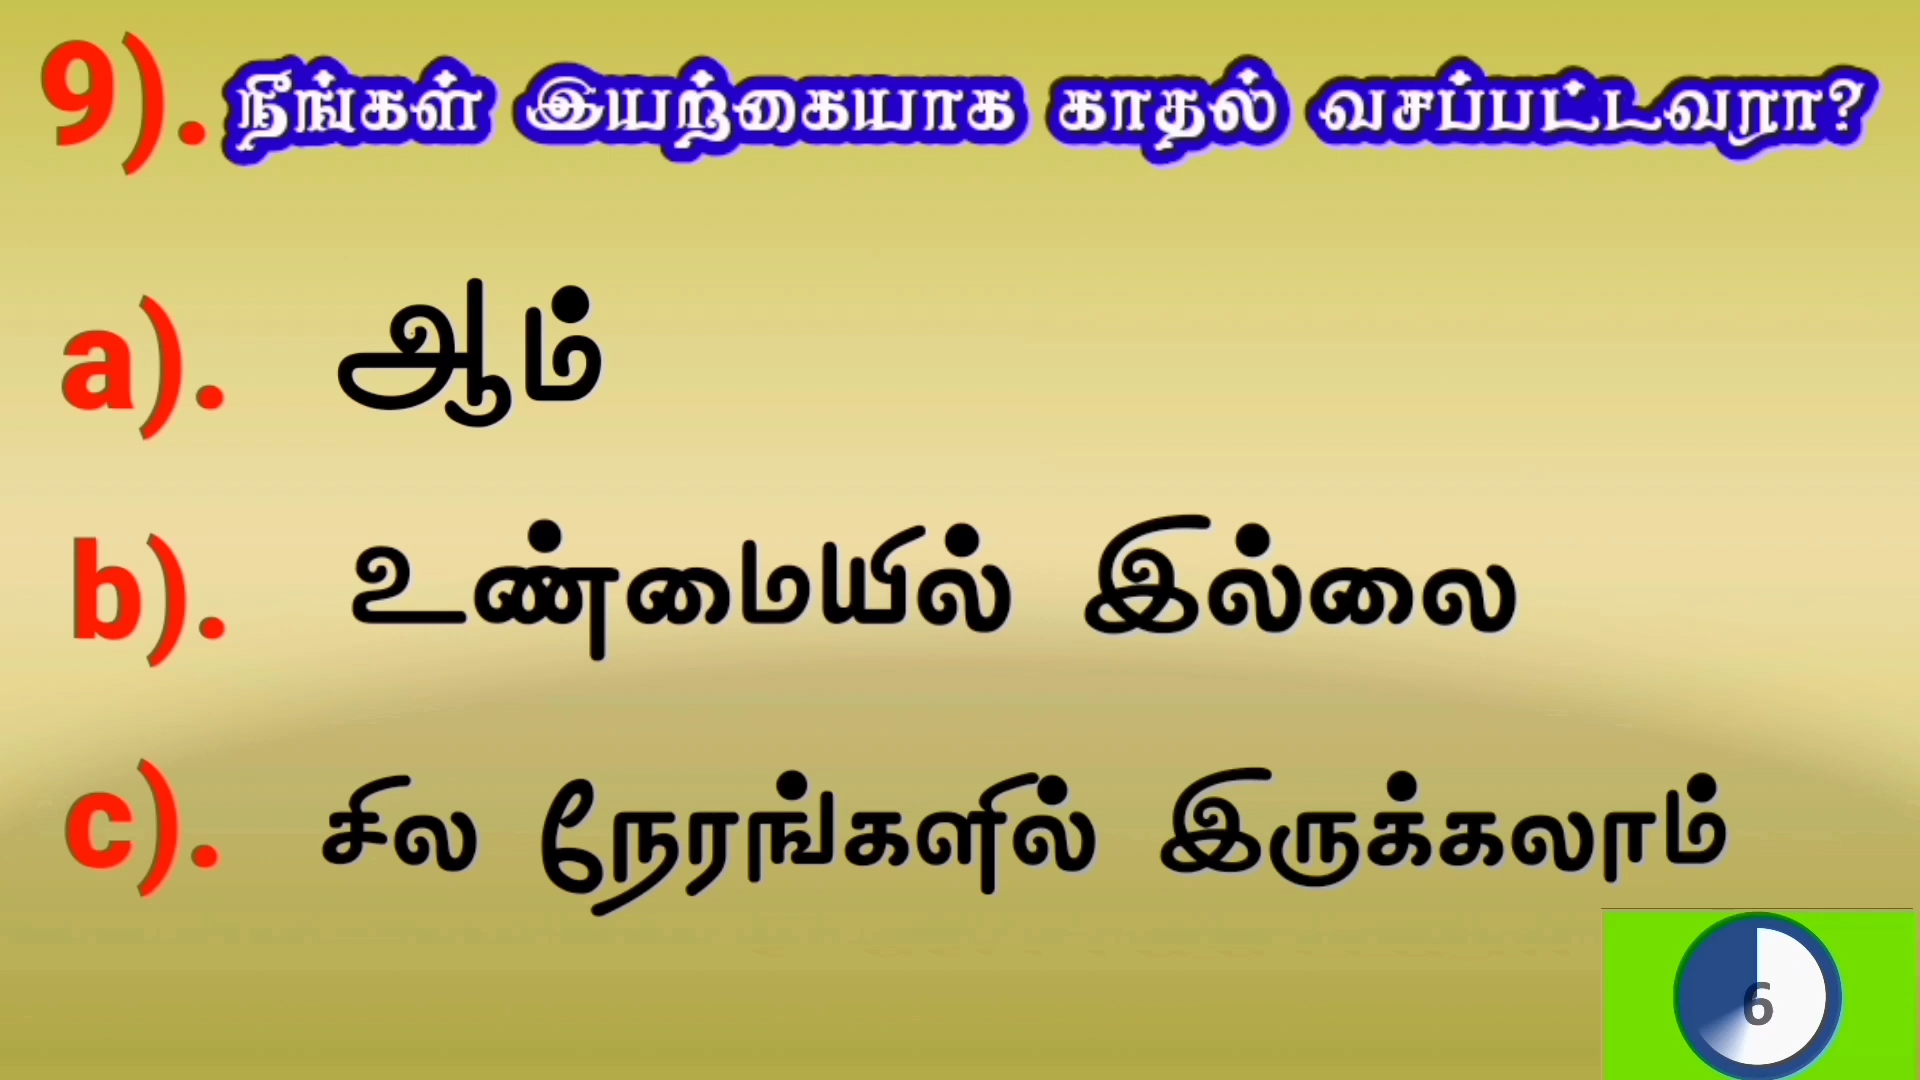 9). நீங்கள் இயற்கையாக காதல் வசப்பட்டவரா?
a). ஆம்
b). உண்மையில் இல்லை
c). சில நேரங்களில் இருக்கலாம்
6